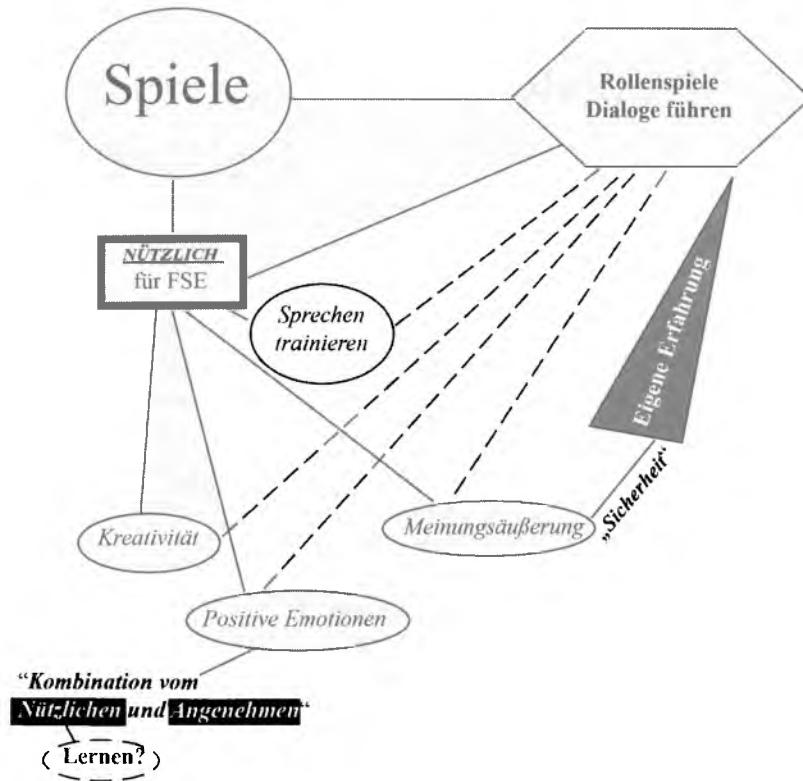 Spiele
Rollenspiele
Dialoge führen
NÜTZLICH
für FSE
Sprechen
trainieren
Eigene Erfahrung
Kreativität
Meinungsäußerung
„Sicherheit“
Positive Emotionen
“Kombination vom
Nützlichen und Angenehmen“
( Lernen? )